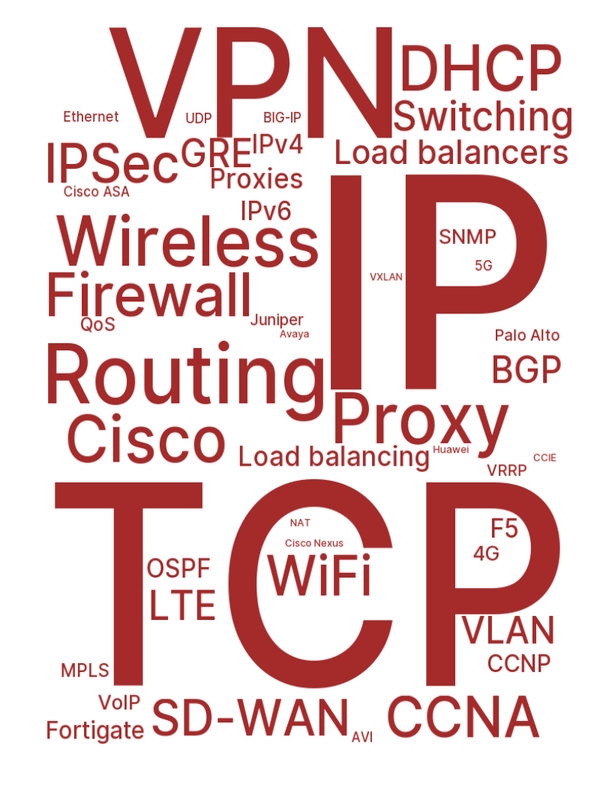 VPN
DHCP
Ethernet
UDP
BIG-IP
Switching
IPSec
GRE
IPv4
Load balancers
Proxies
Cisco ASA
IPv6
Wireless
IP
SNMP
5G
VXLAN
Firewall
QoS
Juniper
Avaya
Palo Alto
Routing
BGP
Proxy
Cisco
Load balancing
Huawei
CCIE
VRRP
TCP
NAT
F5
Cisco Nexus
4G
WiFi
OSPF
LTE
VLAN
CCNP
MPLS
VoIP
SD-WAN
CCNA
Fortigate
AVI